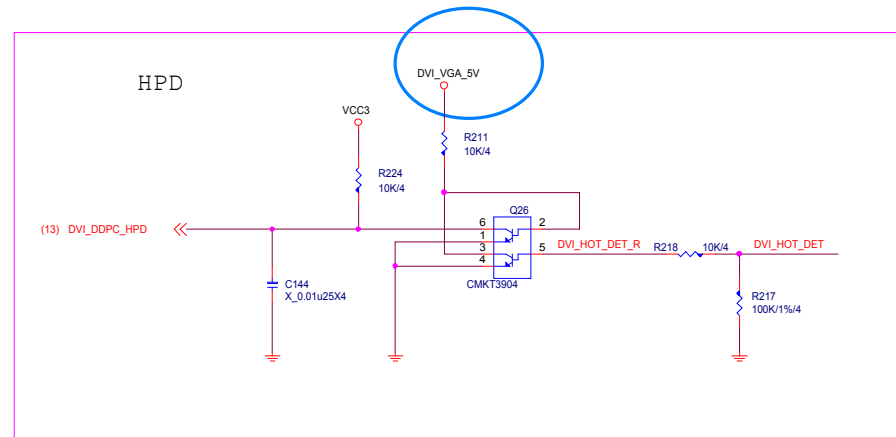 HPD
DVI_VGA_5V
VCC3
R211
10K/4
R224
10K/4
Q26
(13) DVI_DDPC_HPD
6
2
1
3
5
4
DVI_HOT_DET_R
R218
10K/4
DVI_HOT_DET
CMKT3904
C144
X_0.01u25X4
R217
100K/1%/4